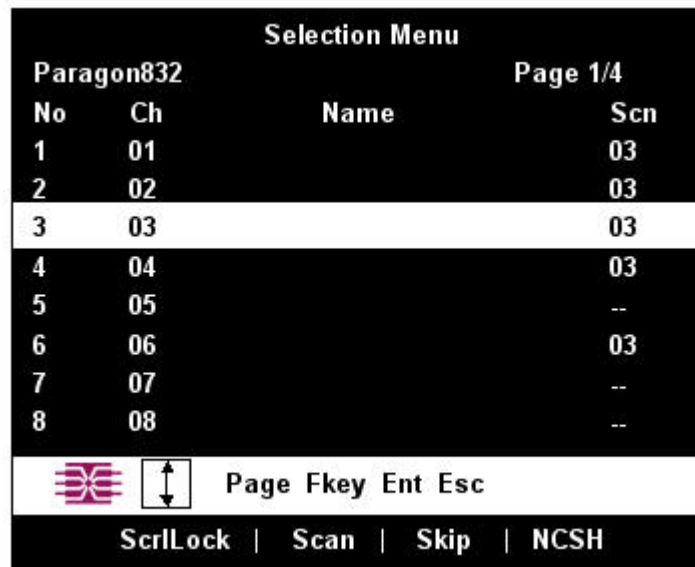 Selection Menu
Paragon832 Page 1/4
No Ch Name Scn
1 01 03
2 02 03
3 03 03
4 04 03
5 05 --
6 06 03
7 07 --
8 08 --
Page Fkey Ent Esc
ScrlLock | Scan | Skip | NCSH